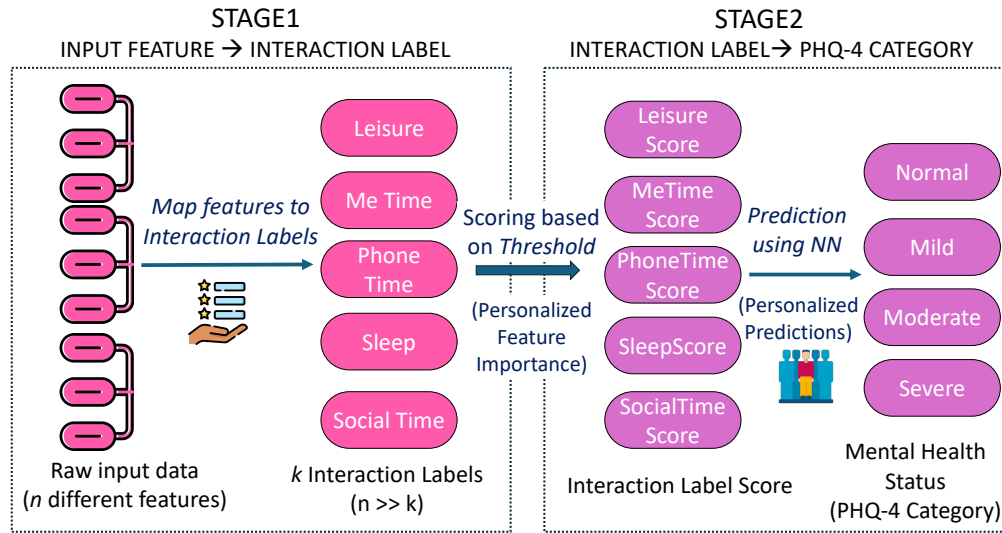 STAGE1
INPUT FEATURE → INTERACTION LABEL
Map features to
Interaction Labels
Raw input data
(n different features)
Leisure
Me Time
Phone
Time
Sleep
Social Time
k Interaction Labels
(n >> k)
Scoring based
on Threshold
(Personalized
Feature
Importance)
STAGE2
INTERACTION LABEL→ PHQ-4 CATEGORY
Leisure
Score
MeTime
Score
PhoneTime
Score
SleepScore
SocialTime
Score
Interaction Label Score
Prediction
using NN
(Personalized
Predictions)
Normal
Mild
Moderate
Severe
Mental Health
Status
(PHQ-4 Category)